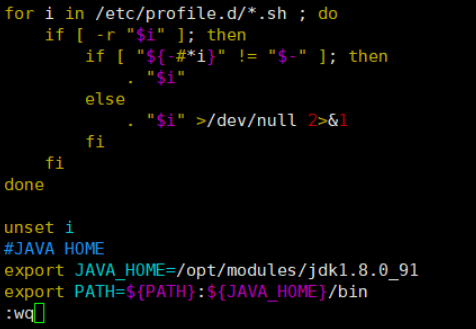 for i in /etc/profile.d/*.sh ; do
    if [ -r "$i" ]; then
        if [ "${-#*i}" != "$-" ]; then
            . "$i"
        else
            . "$i" >/dev/null 2>&1
        fi
    fi
done

unset i
#JAVA HOME
export JAVA_HOME=/opt/modules/jdk1.8.0_91
export PATH=${PATH}:${JAVA_HOME}/bin
:wq